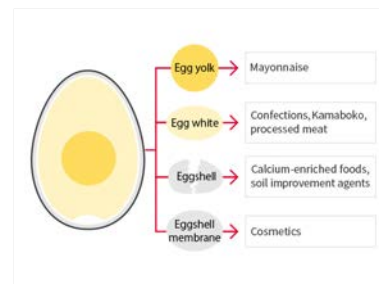 Egg yolk
Mayonnaise
Egg white
Confections, Kamaboko,
processed meat
Eggshell
Calcium-enriched foods,
soil improvement agents
Eggshell
membrane
Cosmetics